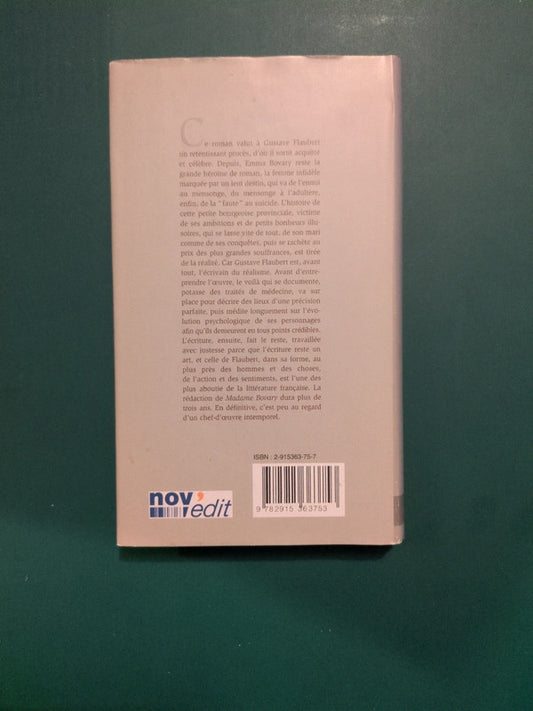 Ce roman valut à Gustave Flaubert
un retentissant procès, d'où il sortit acquitté
et célèbre. Depuis, Emma Bovary reste la
grande héroïne de roman, la femme infidèle
marquée par un lent destin, qui va de l'ennui
au mensonge, du mensonge à l'adultère,
enfin, de la "faute" au suicide. L'histoire de
cette petite bourgeoise provinciale, victime
de ses ambitions et de petits bonheurs illu-
soires, qui se lasse vite de tout, de son mari
comme de ses conquêtes, puis se rachète au
prix des plus grandes souffrances, est tirée
de la réalité. Car Gustave Flaubert est, avant
tout, l'écrivain du réalisme. Avant d'entre-
prendre l'œuvre, le voilà qui se documente,
potasse des traités de médecine, va sur
place pour décrire des lieux d'une précision
parfaite, puis médite longuement sur l'évo-
lution psychologique de ses personnages
afin qu'ils demeurent en tous points crédibles.
L'écriture, ensuite, fait le reste, travaillée
avec justesse parce que l'écriture reste un
art, et celle de Flaubert, dans sa forme, au
plus près des hommes et des choses,
de l'action et des sentiments, est l'une des
plus aboutie de la littérature française. La
rédaction de Madame Bovary dura plus de
trois ans. En définitive, c'est peu au regard
d'un chef-d'œuvre intemporel.
ISBN : 2-915363-75-7
nov'edit
9 782915 363753